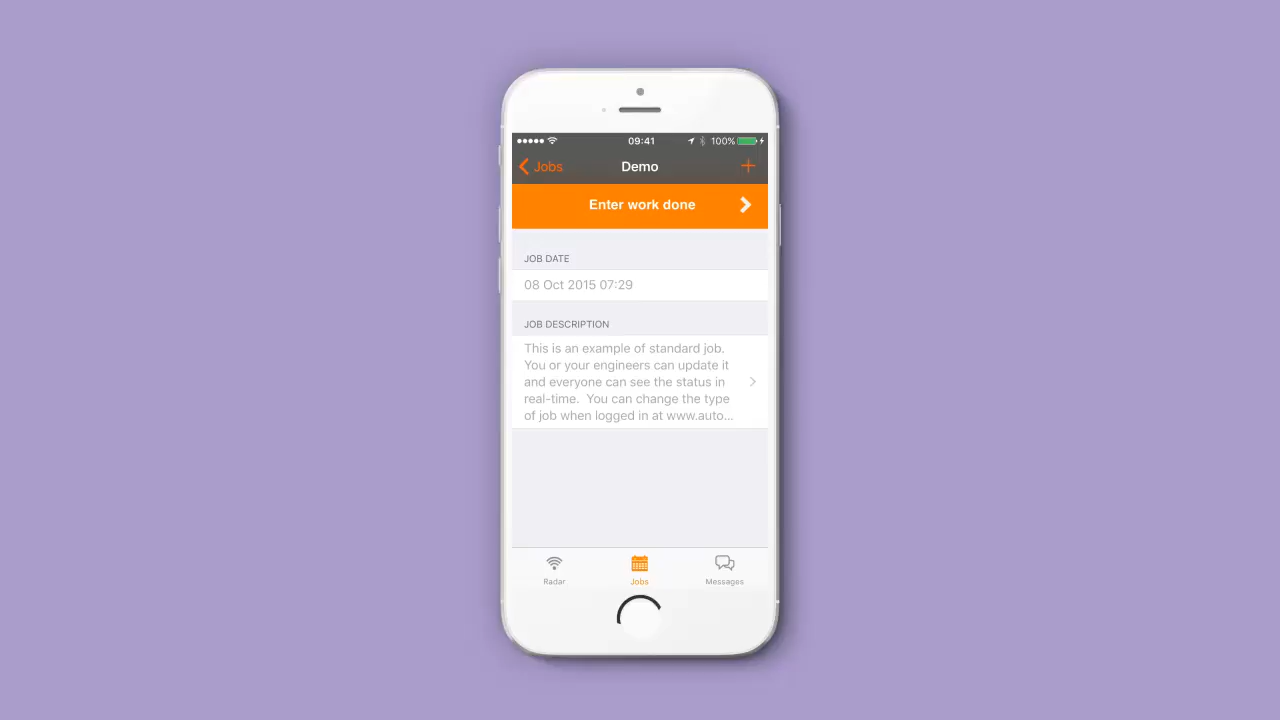 09:41
100%
Jobs
Demo
Enter work done
JOB DATE
08 Oct 2015 07:29
JOB DESCRIPTION
This is an example of standard job.
You or your engineers can update it
and everyone can see the status in
real-time.  You can change the type
of job when logged in at www.auto...
Radar
Jobs
Messages